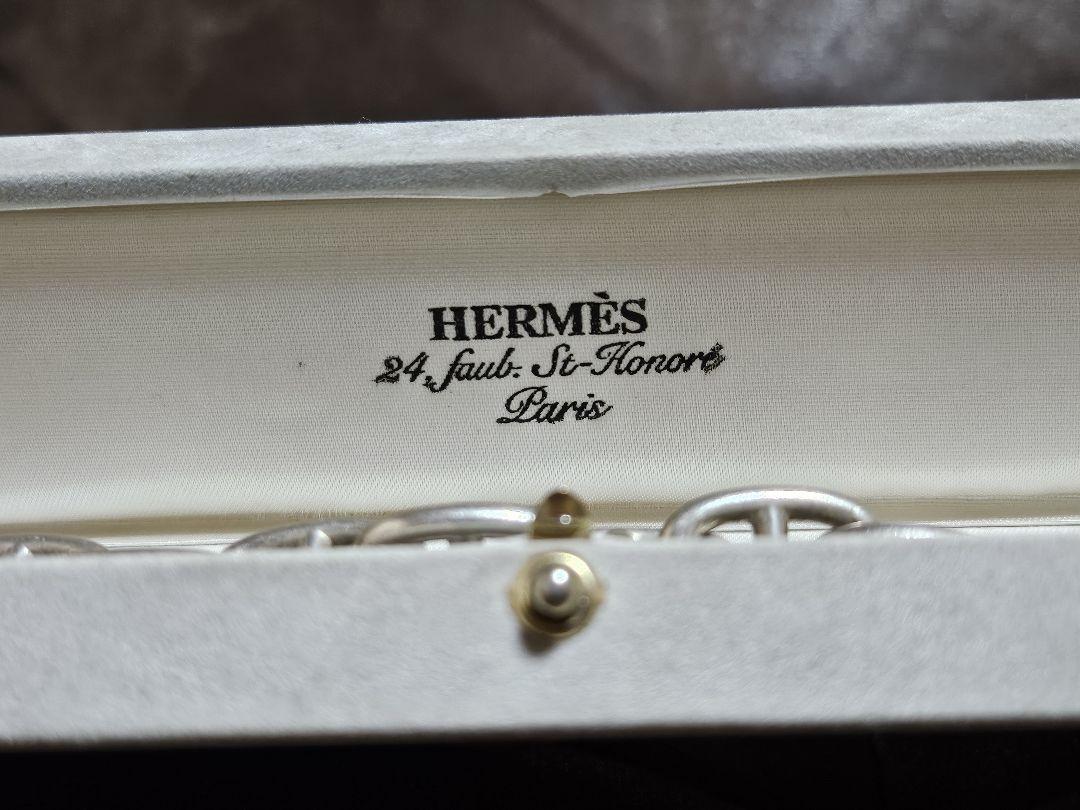 HERMÈS
24, faub. St-Honoré
Paris